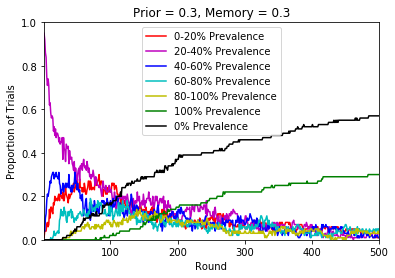 Prior = 0.3, Memory = 0.3
1.0
0.8
0.6
0.4
0.2
0.0
Proportion of Trials
0-20% Prevalence
20-40% Prevalence
40-60% Prevalence
60-80% Prevalence
80-100% Prevalence
100% Prevalence
0% Prevalence
100 200 300 400 500
Round